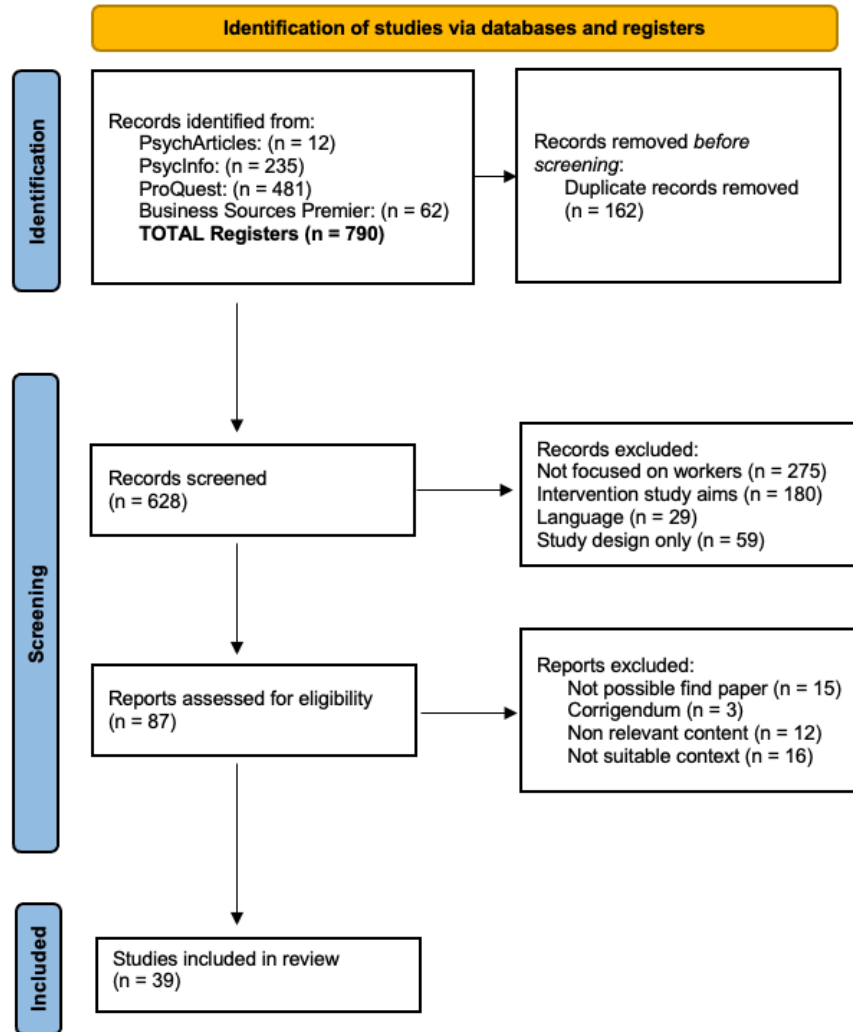 Identification of studies via databases and registers
Identification
Records identified from:
PsychArticles: (n = 12)
PsycInfo: (n = 235)
ProQuest: (n = 481)
Business Sources Premier: (n = 62)
TOTAL Registers (n = 790)
Records removed before
screening:
Duplicate records removed
(n = 162)
Screening
Records screened
(n = 628)
Records excluded:
Not focused on workers (n = 275)
Intervention study aims (n = 180)
Language (n = 29)
Study design only (n = 59)
Reports assessed for eligibility
(n = 87)
Reports excluded:
Not possible find paper (n = 15)
Corrigendum (n = 3)
Non relevant content (n = 12)
Not suitable context (n = 16)
Included
Studies included in review
(n = 39)